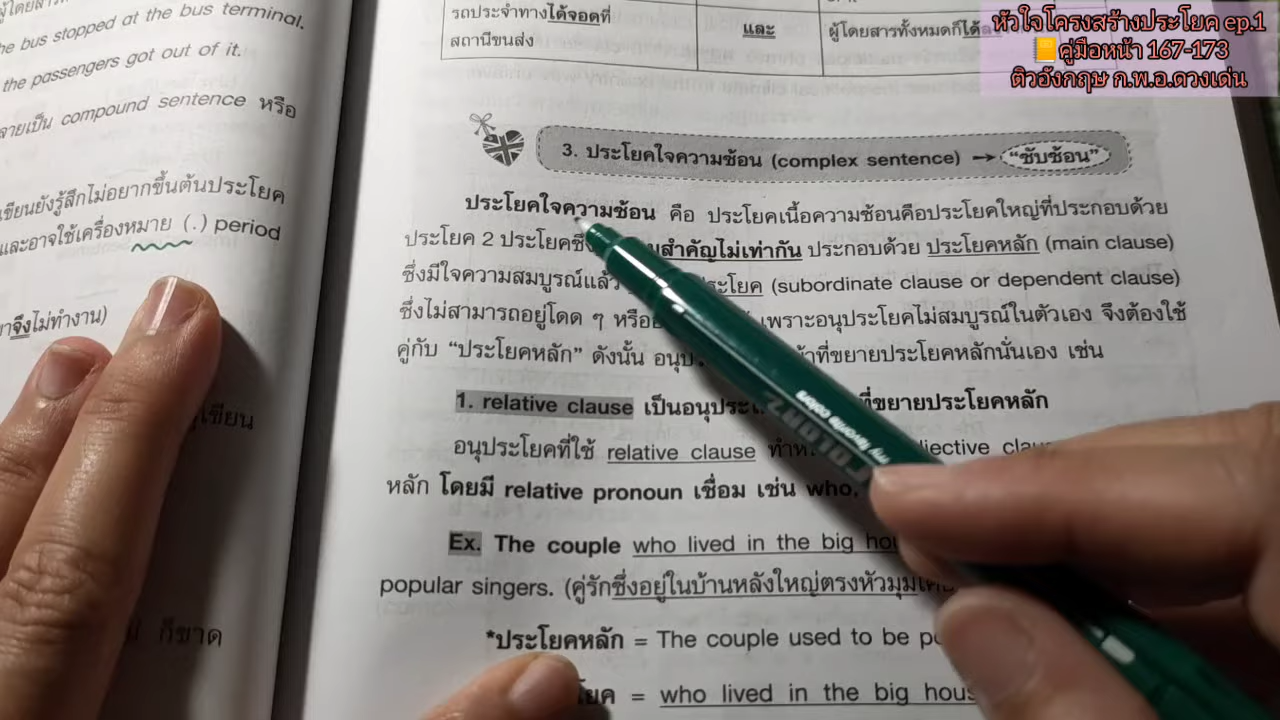 หัวใจโครงสร้างประโยค ep.1
คู่มือหน้า 167-173
ติวอังกฤษ ก.พ.อ.ดวงเด่น
the bus stopped at the bus terminal.
the passengers got out of it.
ลายเป็น compound sentence หรือ
เขียนยังรู้สึกไม่อยากขึ้นต้นประโยค
และอาจใช้เครื่องหมาย (.) period
จึงไม่ทำงาน)
ก็ขาด
รถประจำทางได้จอดที่
สถานีขนส่ง
และ
ผู้โดยสารทั้งหมดก็ได้
3. ประโยคใจความซ้อน (complex sentence) → "ซับซ้อน"
ประโยคใจความซ้อน คือ ประโยคเนื้อความซ้อนคือประโยคใหญ่ที่ประกอบด้วย
ประโยค 2 ประโยคซึ่ง สำคัญไม่เท่ากัน ประกอบด้วย ประโยคหลัก (main clause)
ซึ่งมีใจความสมบูรณ์แล้ว (subordinate clause or dependent clause)
ซึ่งไม่สามารถอยู่โดด ๆ เพราะอนุประโยคไม่สมบูรณ์ในตัวเอง จึงต้องใช้
คู่กับ "ประโยคหลัก" ดังนั้น ที่ขยายประโยคหลักนั่นเอง เช่น
1. relative clause เป็น ที่ขยายประโยคหลัก
อนุประโยคที่ใช้ relative clause
หลัก โดยมี relative pronoun เชื่อม เช่น who,
Ex. The couple who lived in the big
popular singers. (คู่รักซึ่งอยู่ในบ้านหลังใหญ่ตรงหัวมุม
*ประโยคหลัก = The couple used to be
= who lived in the big